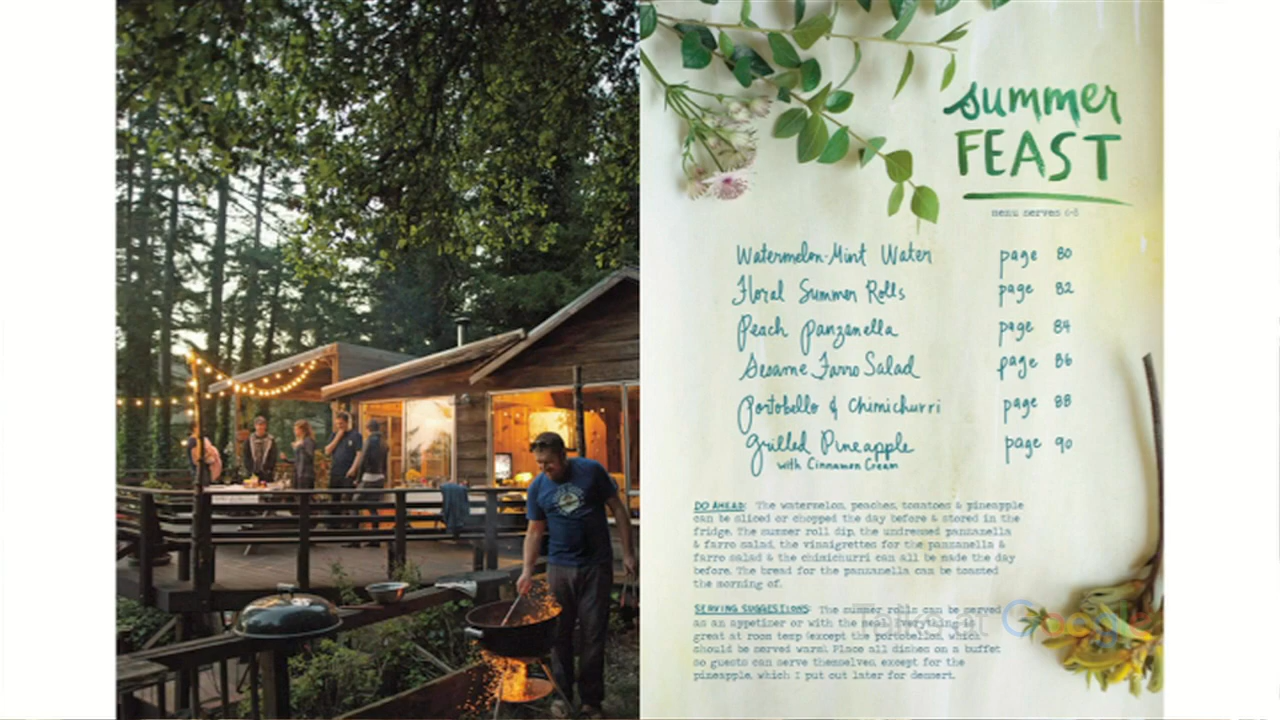 summer
FEAST
menu serves 6-8
Watermelon-Mint Water page 80
Floral Summer Rolls page 82
Peach Panzanella page 84
Sesame Farro Salad page 86
Portobello & Chimichurri page 88
Grilled Pineapple page 90
with Cinnamon Cream
DO AHEAD: The watermelon, peaches, tomatoes & pineapple
can be sliced or chopped the day before & stored in the
fridge. The summer roll dip, the undressed panzanella
& farro salad, the vinaigrettes for the panzanella &
farro salad & the chimichurri can all be made the day
before. The bread for the panzanella can be toasted
the morning of.
SERVING SUGGESTIONS: The summer rolls can be served
as an appetizer or with the meal. Everything is
great at room temp (except the portobellos, which
should be served warm). Place all dishes on a buffet
so guests can serve themselves, except for the
pineapple, which I put out later for dessert.
Google